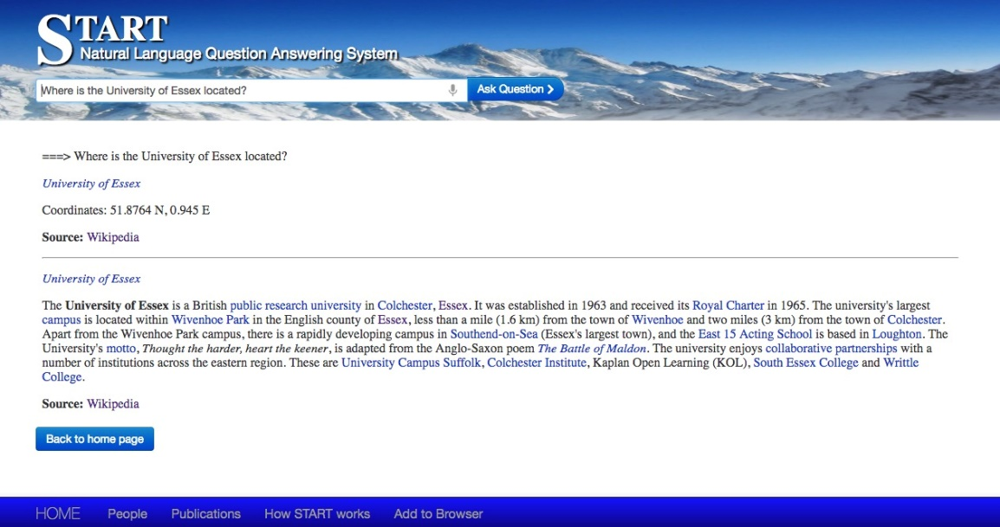 START
Natural Language Question Answering System
Where is the University of Essex located?
Ask Question ❯
===> Where is the University of Essex located?
University of Essex
Coordinates: 51.8764 N, 0.945 E
Source: Wikipedia
University of Essex
The University of Essex is a British public research university in Colchester, Essex. It was established in 1963 and received its Royal Charter in 1965. The university's largest
campus is located within Wivenhoe Park in the English county of Essex, less than a mile (1.6 km) from the town of Wivenhoe and two miles (3 km) from the town of Colchester.
Apart from the Wivenhoe Park campus, there is a rapidly developing campus in Southend-on-Sea (Essex's largest town), and the East 15 Acting School is based in Loughton. The
University's motto, Thought the harder, heart the keener, is adapted from the Anglo-Saxon poem The Battle of Maldon. The university enjoys collaborative partnerships with a
number of institutions across the eastern region. These are University Campus Suffolk, Colchester Institute, Kaplan Open Learning (KOL), South Essex College and Writtle
College.
Source: Wikipedia
Back to home page
HOME People Publications How START works Add to Browser